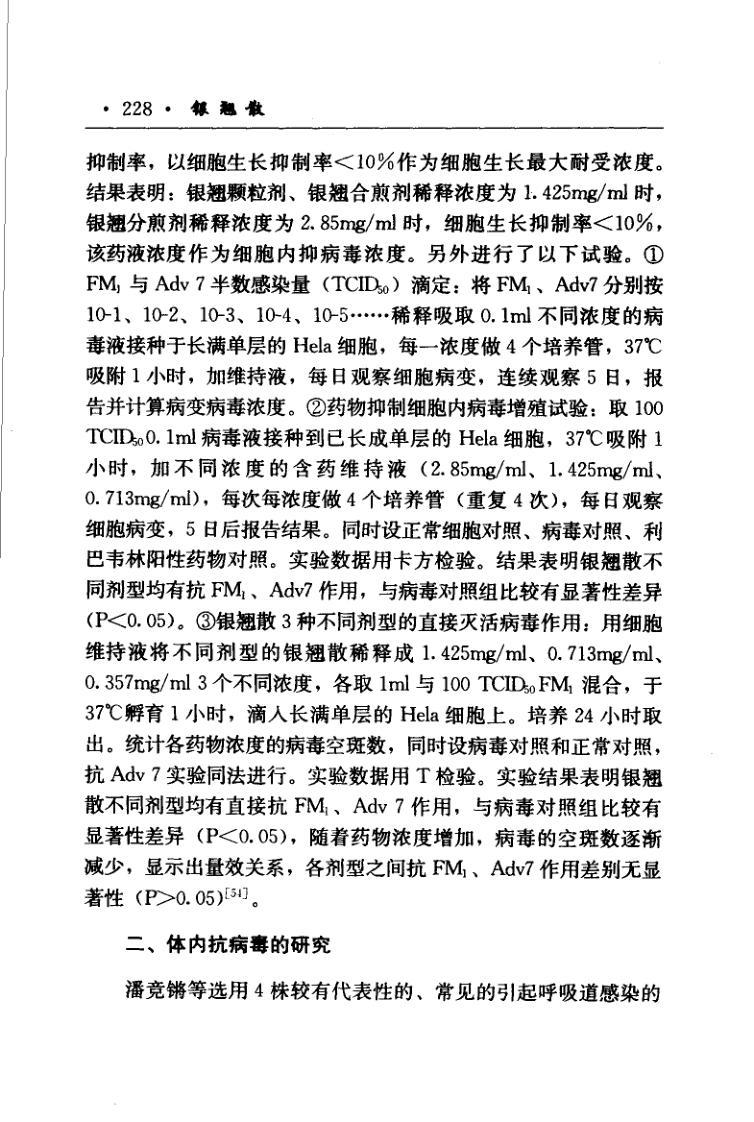 · 228 · 银翘散
抑制率，以细胞生长抑制率＜10%作为细胞生长最大耐受浓度。
结果表明：银翘颗粒剂、银翘合煎剂稀释浓度为 1.425mg/ml 时，
银翘分煎剂稀释浓度为 2.85mg/ml 时，细胞生长抑制率＜10%，
该药液浓度作为细胞内抑病毒浓度。另外进行了以下试验。①
FM₁ 与 Adv 7 半数感染量（TCID₅₀）滴定：将 FM₁、Adv7 分别按
10-1、10-2、10-3、10-4、10-5……稀释吸取 0.1ml 不同浓度的病
毒液接种于长满单层的 Hela 细胞，每一浓度做 4 个培养管，37℃
吸附 1 小时，加维持液，每日观察细胞病变，连续观察 5 日，报
告并计算病变病毒浓度。②药物抑制细胞内病毒增殖试验：取 100
TCID₅₀0.1ml 病毒液接种到已长成单层的 Hela 细胞，37℃吸附 1
小时，加不同浓度的含药维持液（2.85mg/ml、1.425mg/ml、
0.713mg/ml），每次每浓度做 4 个培养管（重复 4 次），每日观察
细胞病变，5 日后报告结果。同时设正常细胞对照、病毒对照、利
巴韦林阳性药物对照。实验数据用卡方检验。结果表明银翘散不
同剂型均有抗 FM₁、Adv7 作用，与病毒对照组比较有显著性差异
(P＜0.05)。③银翘散 3 种不同剂型的直接灭活病毒作用：用细胞
维持液将不同剂型的银翘散稀释成 1.425mg/ml、0.713mg/ml、
0.357mg/ml 3 个不同浓度，各取 1ml 与 100 TCID₅₀FM₁ 混合，于
37℃孵育 1 小时，滴入长满单层的 Hela 细胞上。培养 24 小时取
出。统计各药物浓度的病毒空斑数，同时设病毒对照和正常对照，
抗 Adv 7 实验同法进行。实验数据用 T 检验。实验结果表明银翘
散不同剂型均有直接抗 FM₁、Adv 7 作用，与病毒对照组比较有
显著性差异（P＜0.05），随着药物浓度增加，病毒的空斑数逐渐
减少，显示出量效关系，各剂型之间抗 FM₁、Adv7 作用差别无显
著性（P＞0.05）[54]。
二、体内抗病毒的研究
潘竞锵等选用 4 株较有代表性的、常见的引起呼吸道感染的